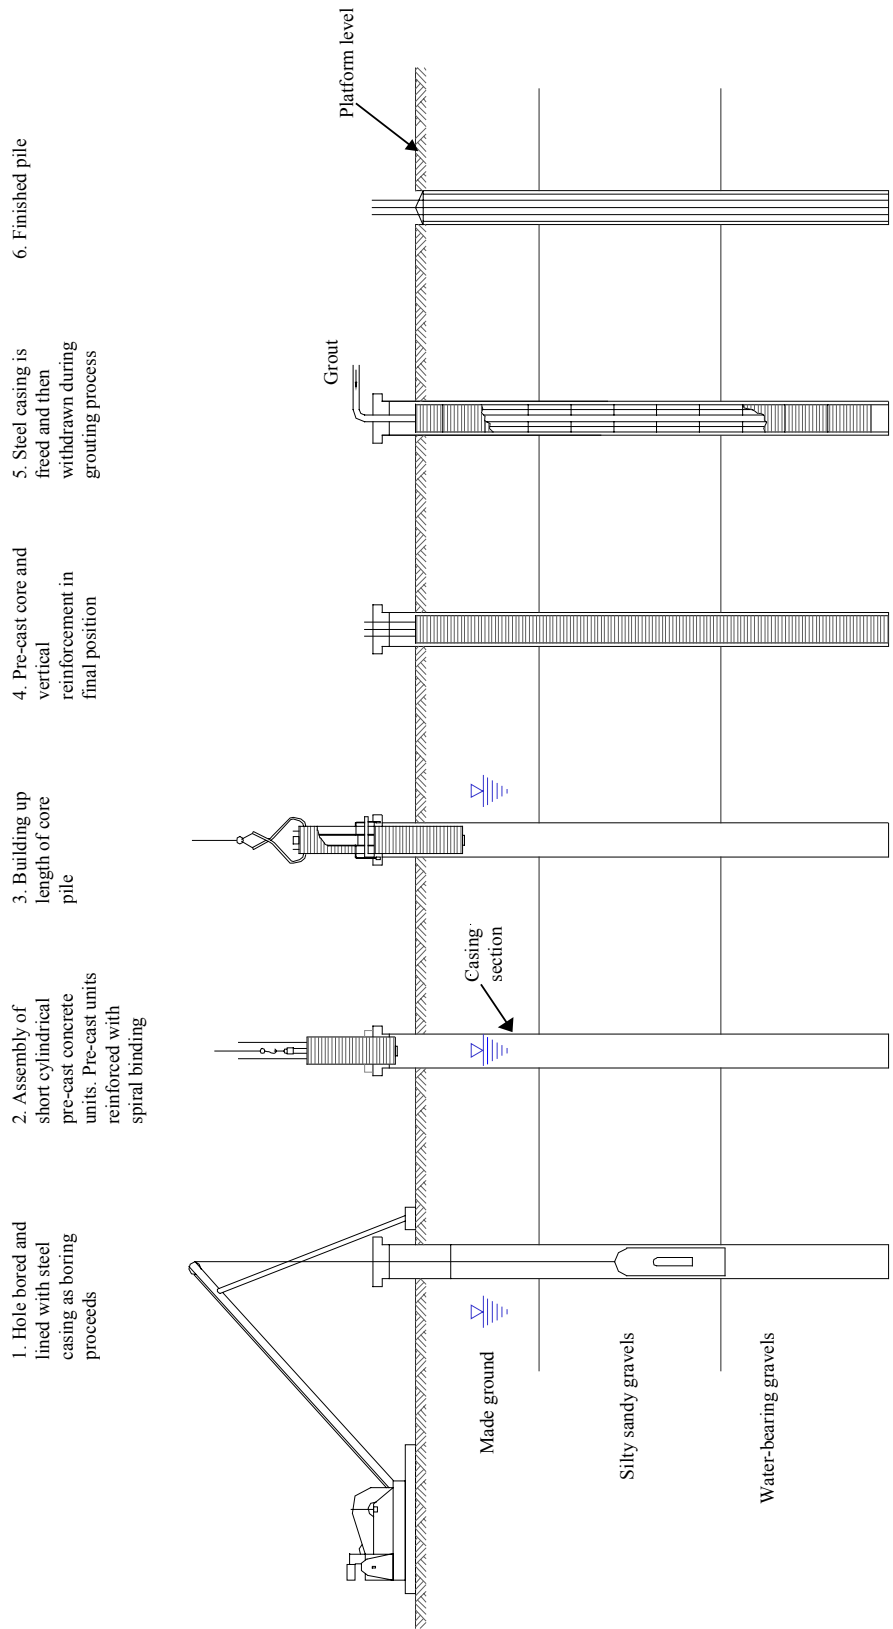 1. Hole bored and
lined with steel
casing as boring
proceeds
2. Assembly of
short cylindrical
pre-cast concrete
units. Pre-cast units
reinforced with
spiral binding
3. Building up
length of core
pile
4. Pre-cast core and
vertical
reinforcement in
final position
5. Steel casing is
freed and then
withdrawn during
grouting process
6. Finished pile
Grout
Platform level
Casing
section
Made ground
Silty sandy gravels
Water-bearing gravels